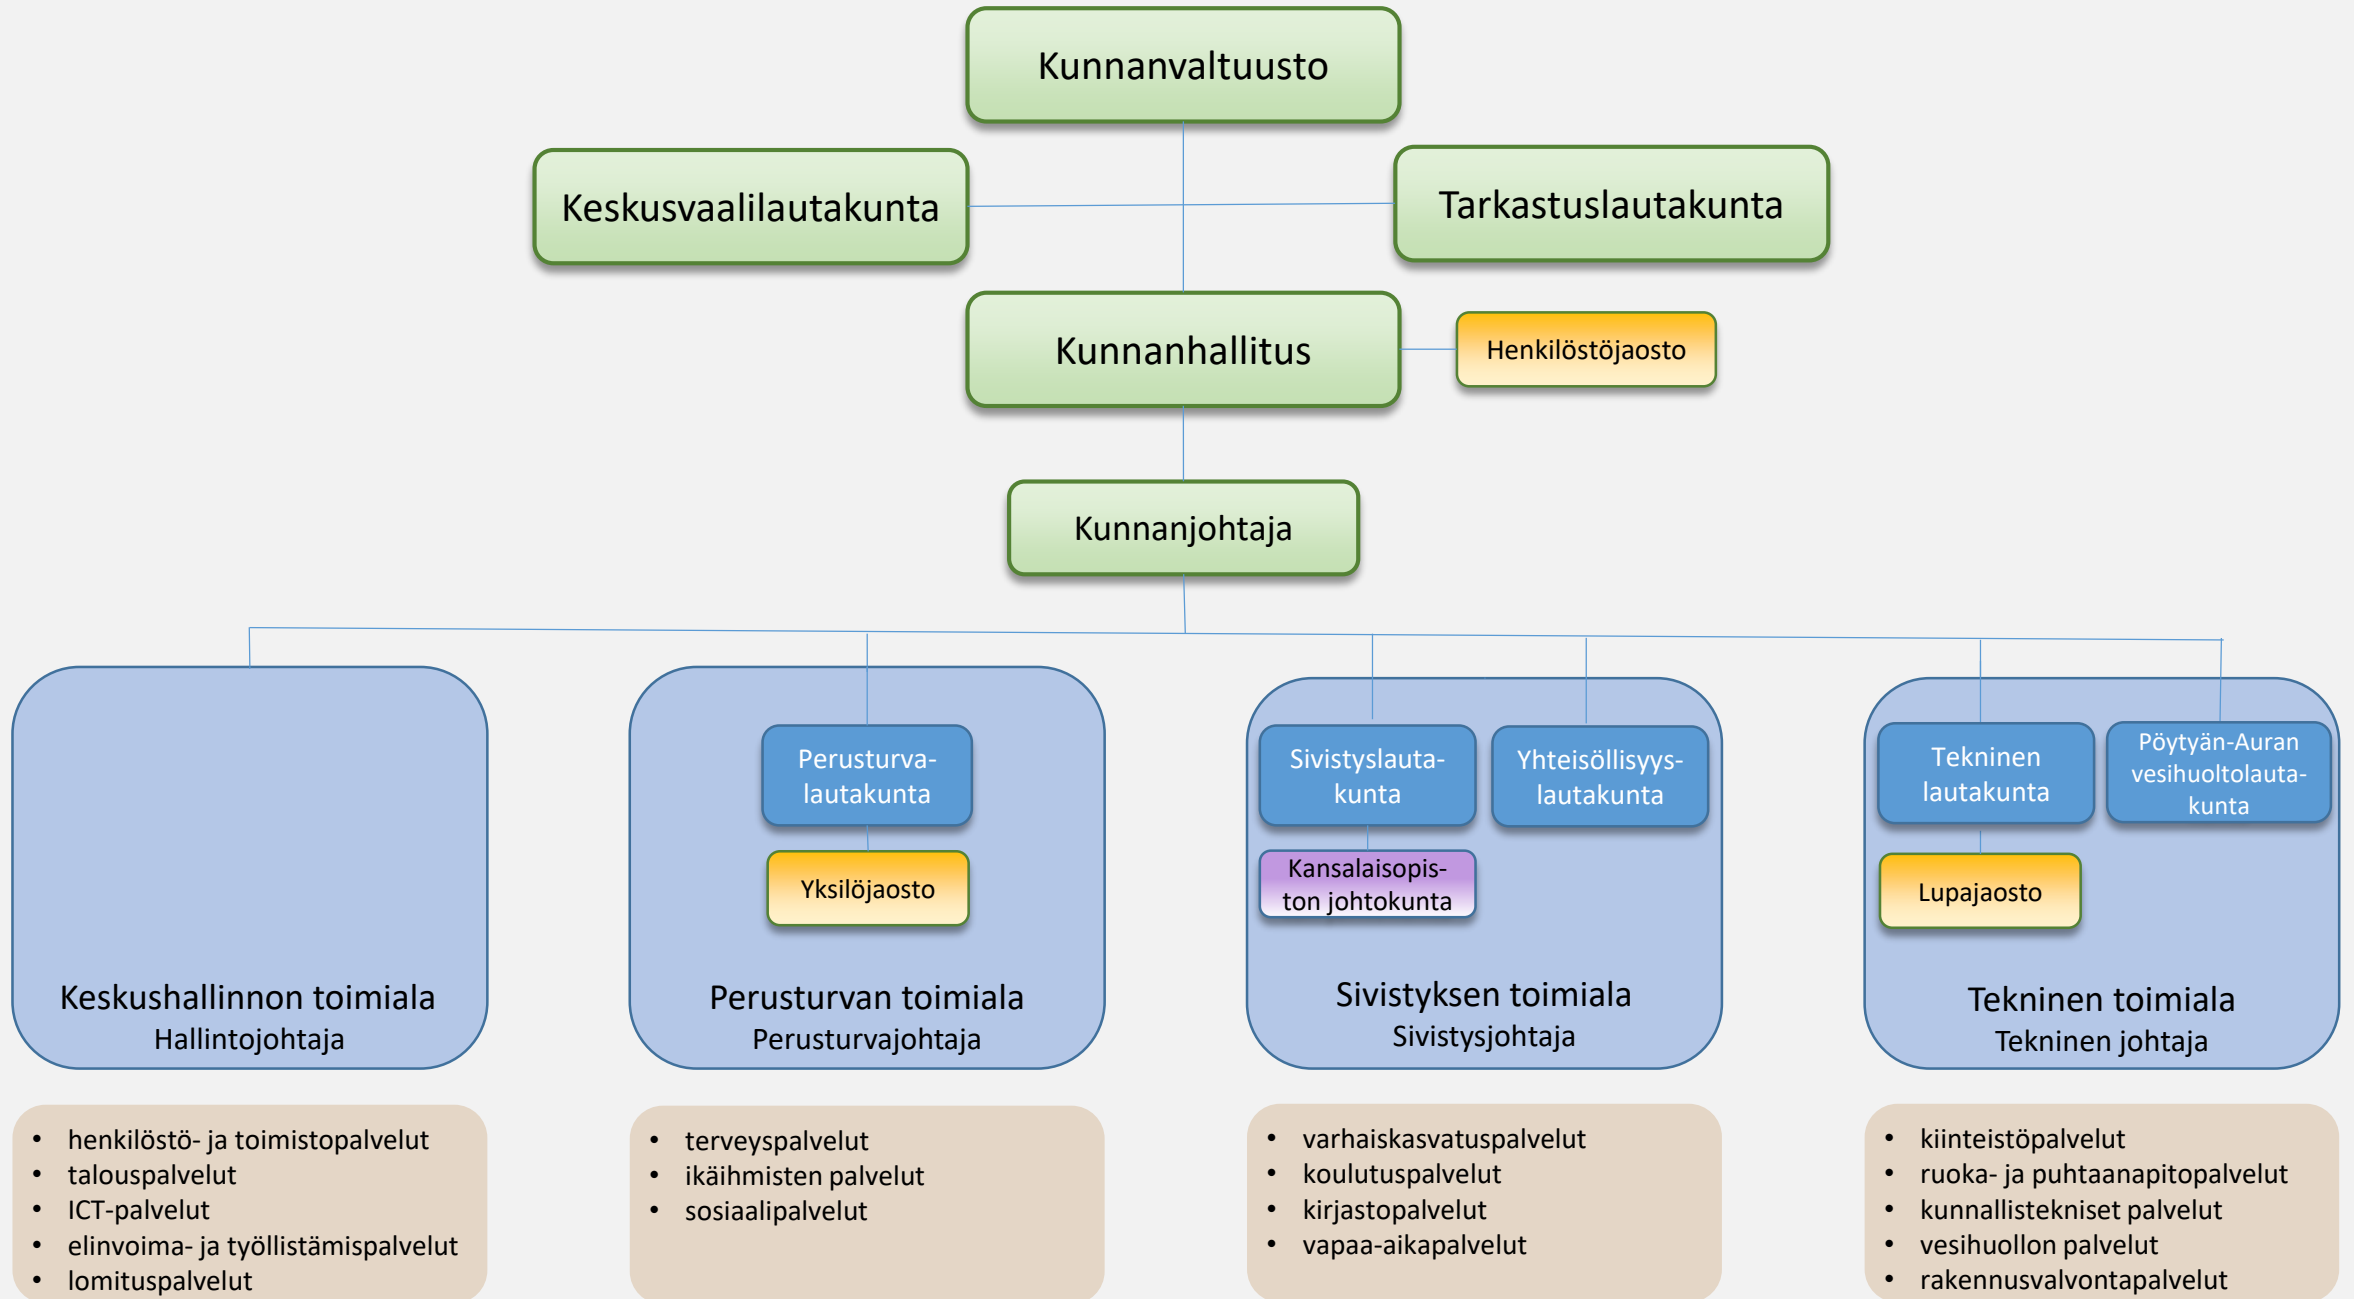 Kunnanvaltuusto
Keskusvaalilautakunta
Tarkastuslautakunta
Kunnanhallitus
Henkilöstöjaosto
Kunnanjohtaja
Keskushallinnon toimiala
Hallintojohtaja
• henkilöstö- ja toimistopalvelut
• talouspalvelut
• ICT-palvelut
• elinvoima- ja työllistämispalvelut
• lomituspalvelut
Perusturva-
lautakunta
Yksilöjaosto
Perusturvan toimiala
Perusturvajohtaja
• terveyspalvelut
• ikäihmisten palvelut
• sosiaalipalvelut
Sivistyslauta-
kunta
Yhteisöllisyys-
lautakunta
Kansalaisopis-
ton johtokunta
Sivistyksen toimiala
Sivistysjohtaja
• varhaiskasvatuspalvelut
• koulutuspalvelut
• kirjastopalvelut
• vapaa-aikapalvelut
Tekninen
lautakunta
Pöytyän-Auran
vesihuoltolauta-
kunta
Lupajaosto
Tekninen toimiala
Tekninen johtaja
• kiinteistöpalvelut
• ruoka- ja puhtaanapitopalvelut
• kunnallistekniset palvelut
• vesihuollon palvelut
• rakennusvalvontapalvelut